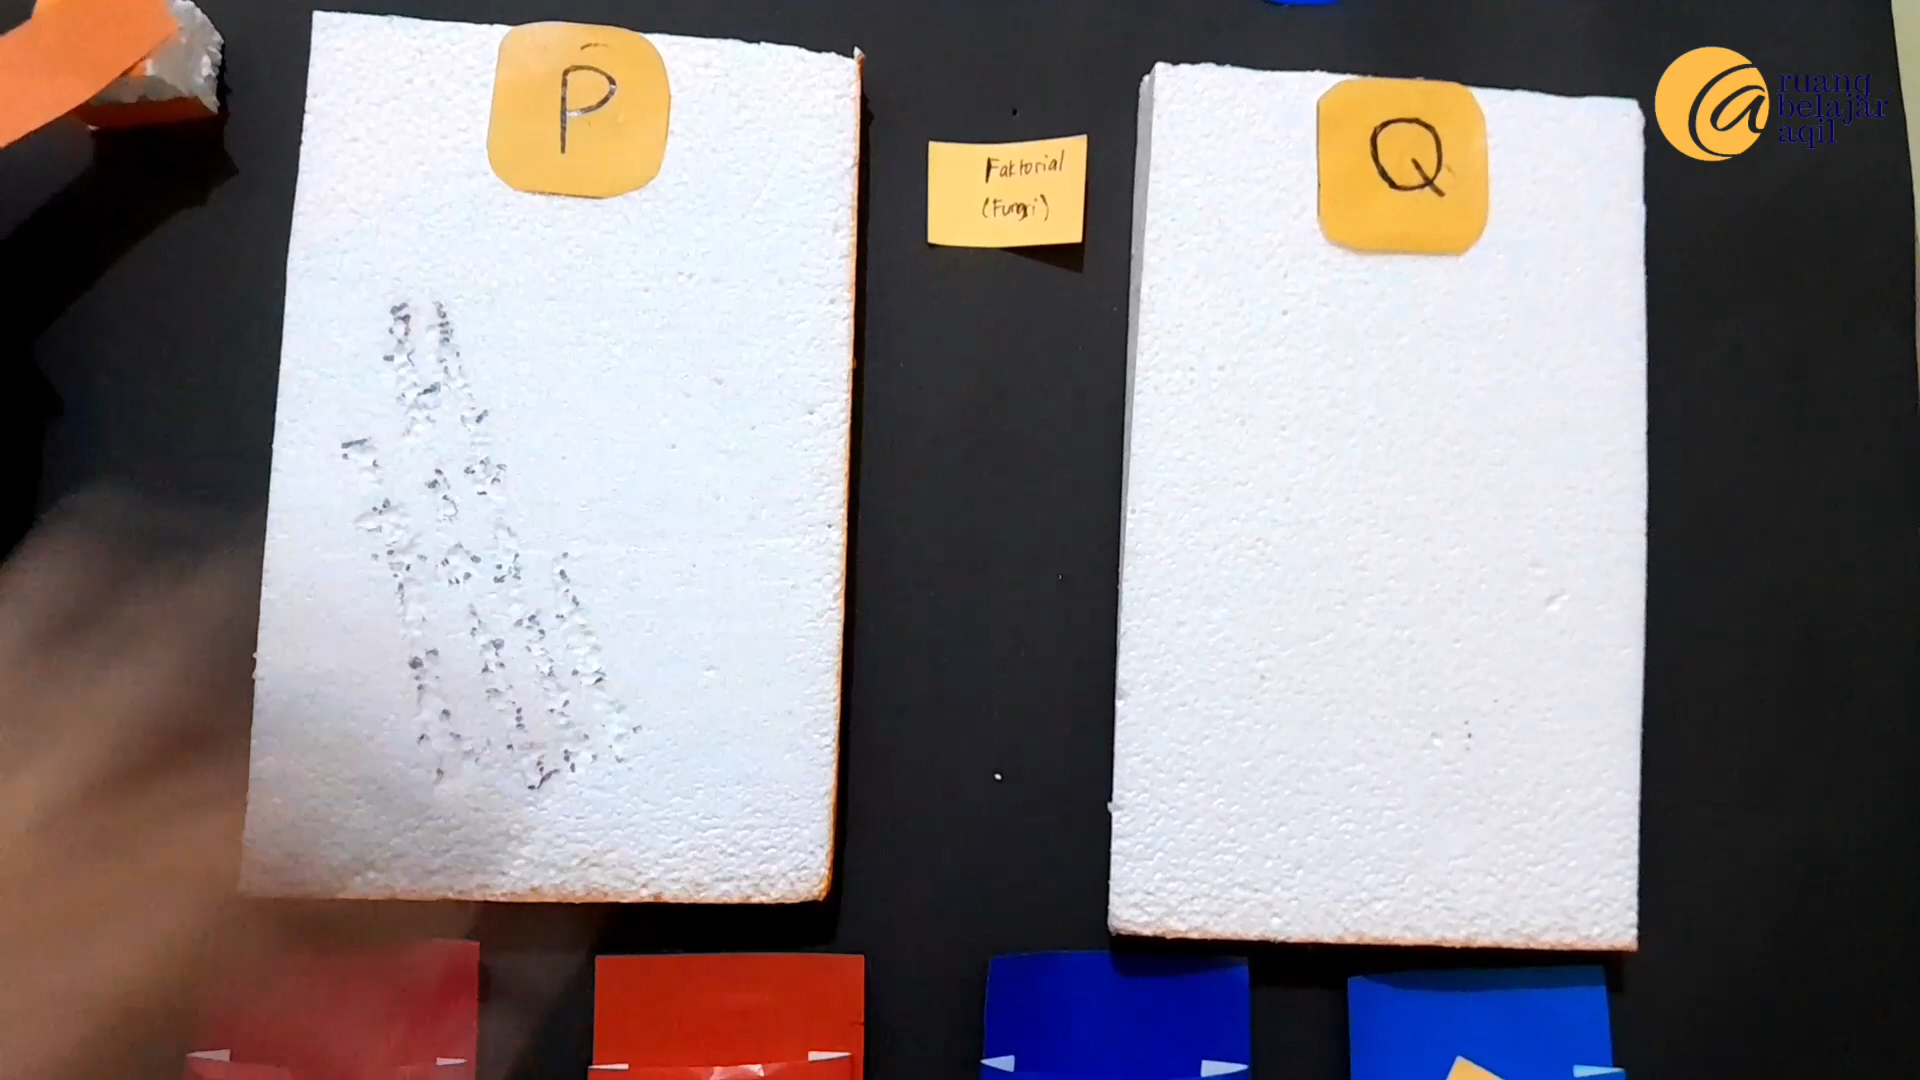 P
Faktorial
(Fungsi)
Q
ruang
belajar
aqil